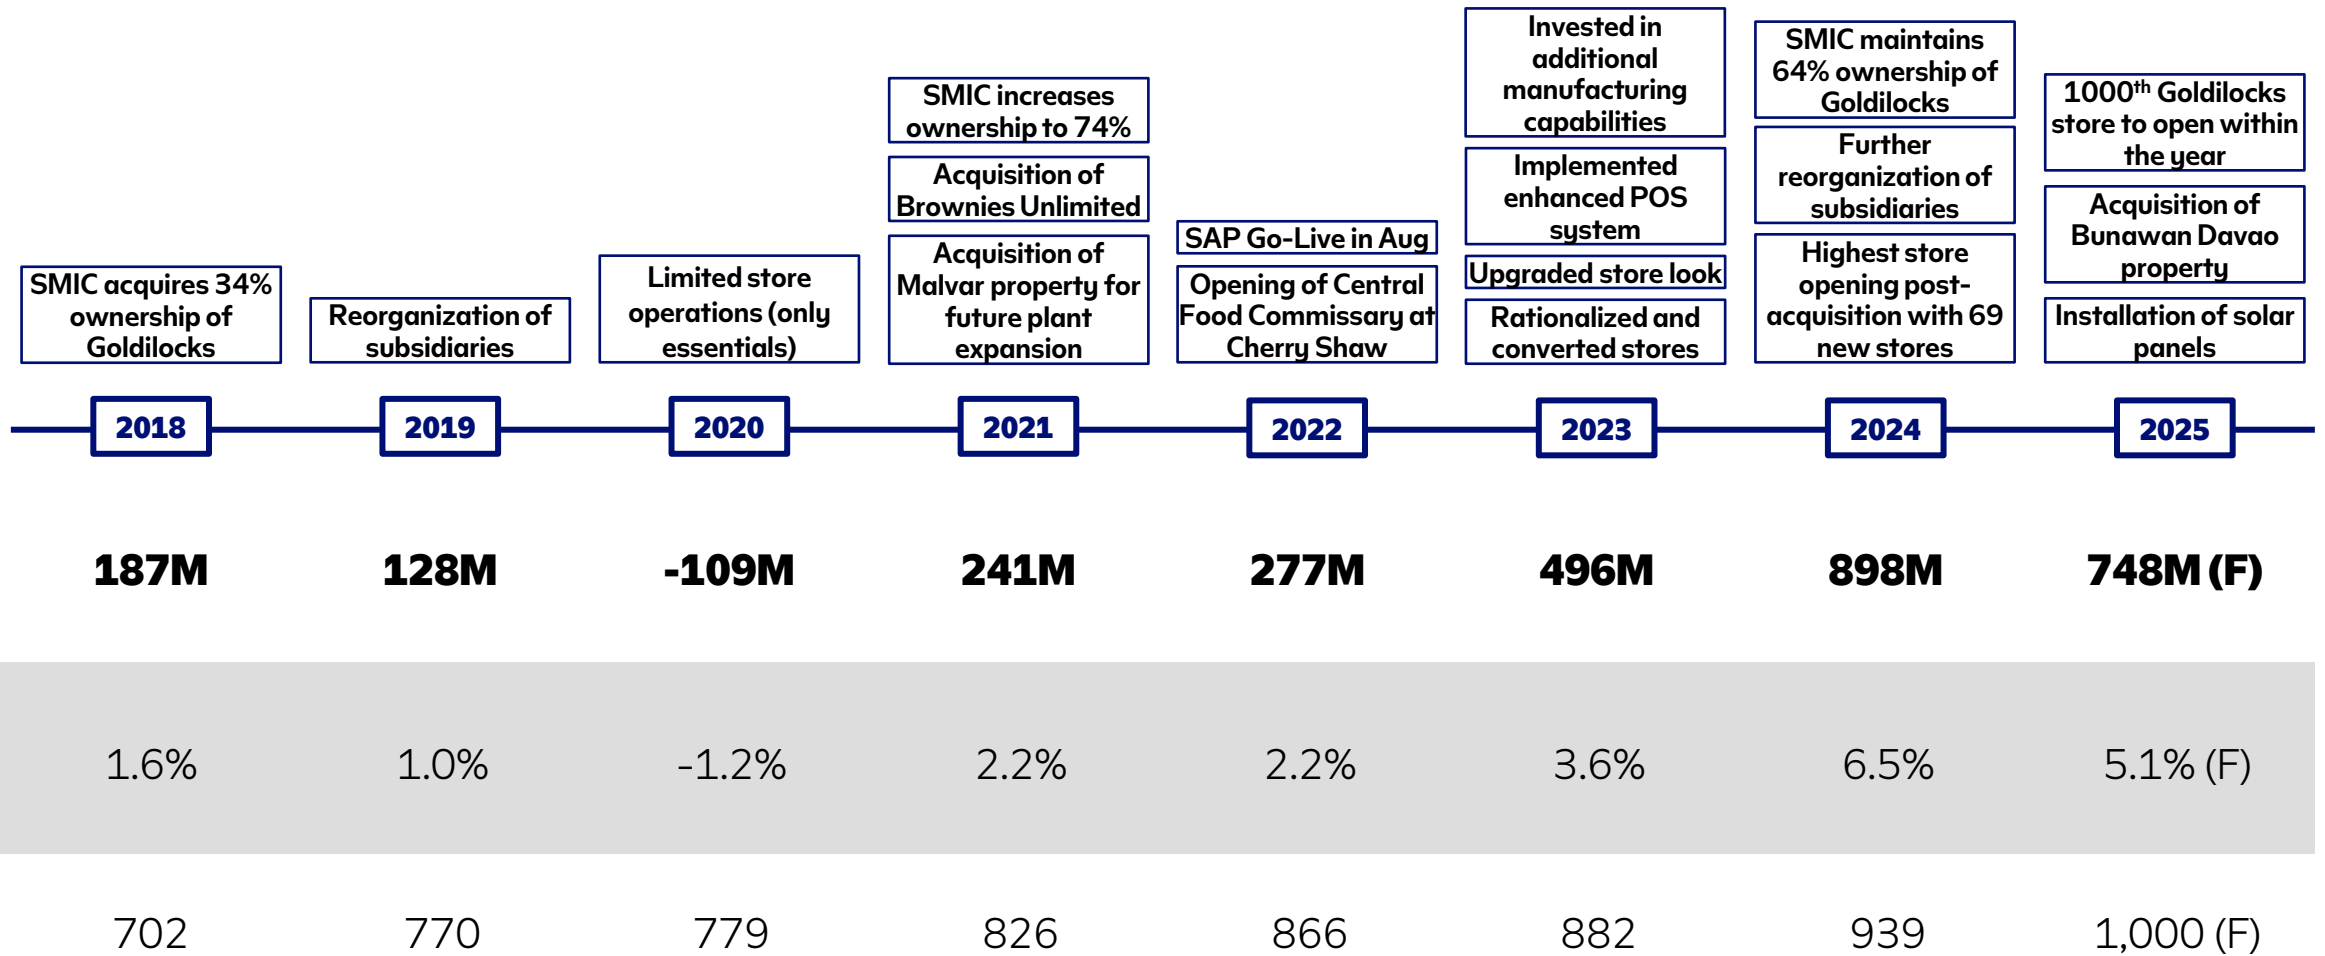 SMIC acquires 34%
ownership of
Goldilocks
Reorganization of
subsidiaries
Limited store
operations (only
essentials)
SMIC increases
ownership to 74%
Acquisition of
Brownies Unlimited
Acquisition of
Malvar property for
future plant
expansion
SAP Go-Live in Aug
Opening of Central
Food Commissary at
Cherry Shaw
Invested in
additional
manufacturing
capabilities
Implemented
enhanced POS
system
Upgraded store look
Rationalized and
converted stores
SMIC maintains
64% ownership of
Goldilocks
Further
reorganization of
subsidiaries
Highest store
opening post-
acquisition with 69
new stores
1000th Goldilocks
store to open within
the year
Acquisition of
Bunawan Davao
property
Installation of solar
panels
2018 2019 2020 2021 2022 2023 2024 2025
187M 128M -109M 241M 277M 496M 898M 748M (F)
1.6% 1.0% -1.2% 2.2% 2.2% 3.6% 6.5% 5.1% (F)
702 770 779 826 866 882 939 1,000 (F)